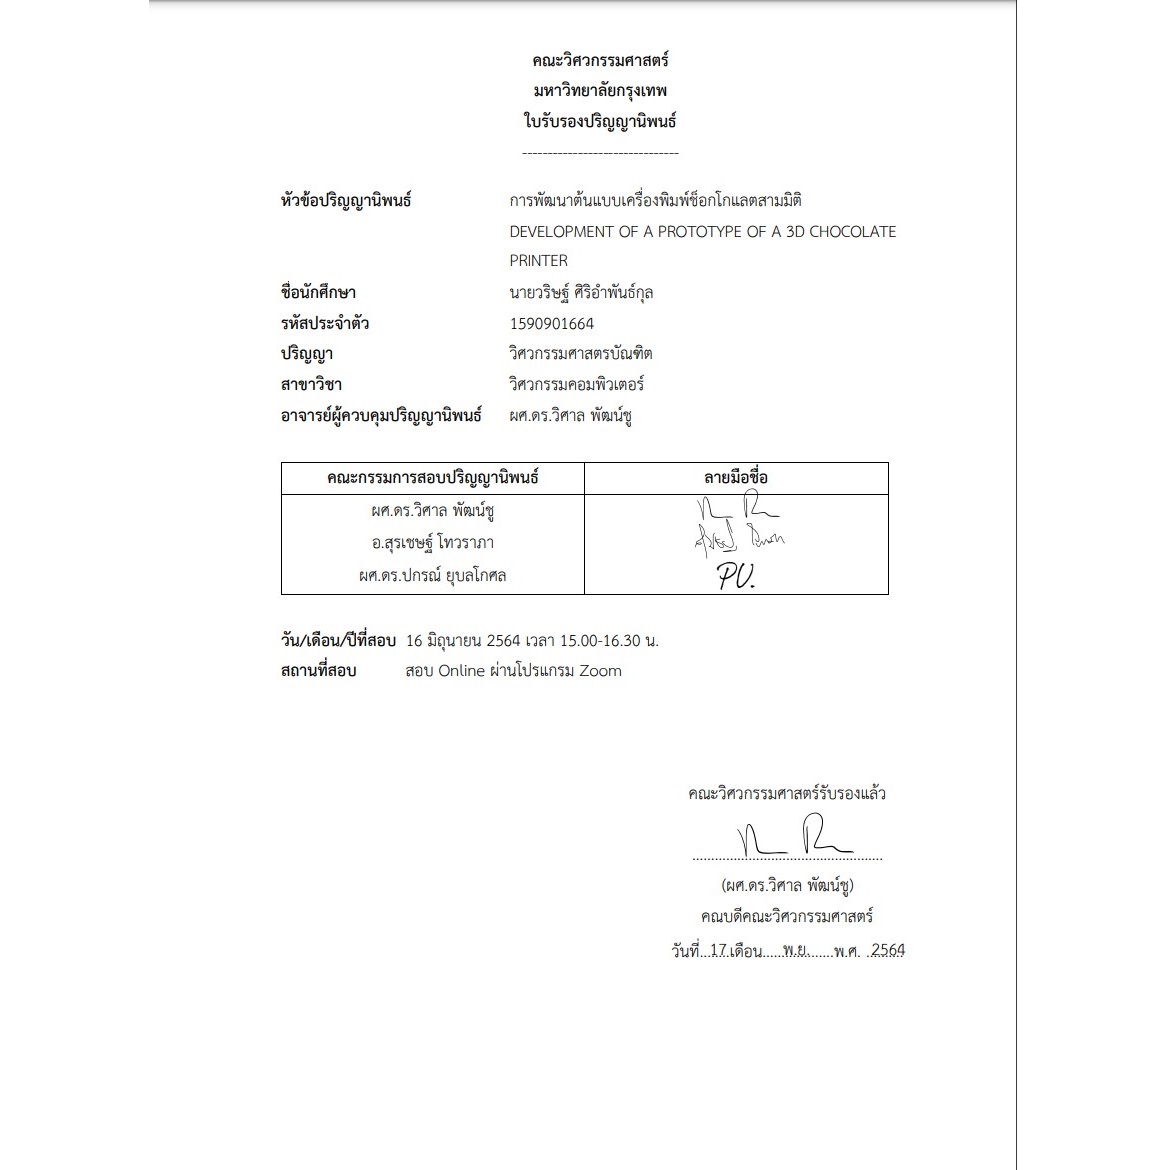 คณะวิศวกรรมศาสตร์
มหาวิทยาลัยกรุงเทพ
ใบรับรองปริญญานิพนธ์
-------------------------------
หัวข้อปริญญานิพนธ์ การพัฒนาต้นแบบเครื่องพิมพ์ช็อกโกแลตสามมิติ
DEVELOPMENT OF A PROTOTYPE OF A 3D CHOCOLATE
PRINTER
ชื่อนักศึกษา นายวริษฐ์ ศิริอำพันธ์กุล
รหัสประจำตัว 1590901664
ปริญญา วิศวกรรมศาสตรบัณฑิต
สาขาวิชา วิศวกรรมคอมพิวเตอร์
อาจารย์ผู้ควบคุมปริญญานิพนธ์ ผศ.ดร.วิศาล พัฒน์ชู
คณะกรรมการสอบปริญญานิพนธ์ ลายมือชื่อ
ผศ.ดร.วิศาล พัฒน์ชู
อ.สุรเชษฐ์ โทวราภา
ผศ.ดร.ปกรณ์ ยุบลโกศล P.U.
วัน/เดือน/ปีที่สอบ 16 มิถุนายน 2564 เวลา 15.00-16.30 น.
สถานที่สอบ สอบ Online ผ่านโปรแกรม Zoom
คณะวิศวกรรมศาสตร์รับรองแล้ว
(ผศ.ดร.วิศาล พัฒน์ชู)
คณบดีคณะวิศวกรรมศาสตร์
วันที่...17.เดือน.....พ.ย......พ.ศ. .2564